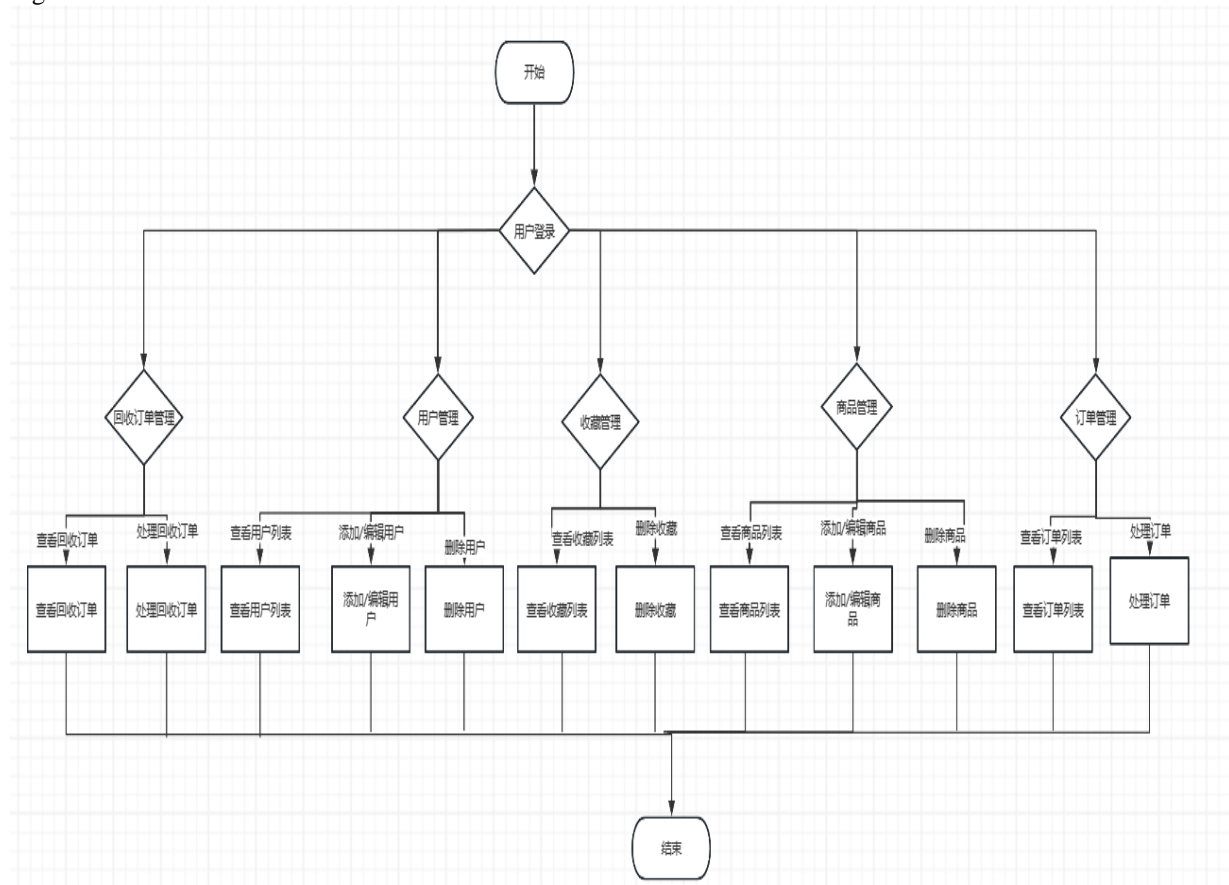 开始
用户登录
回收订单管理
用户管理
收藏管理
商品管理
订单管理
查看回收订单
处理回收订单
查看用户列表
添加/编辑用户
删除用户
查看收藏列表
删除收藏
查看商品列表
添加/编辑商品
删除商品
查看订单列表
处理订单
查看回收订单
处理回收订单
查看用户列表
添加/编辑用
户
删除用户
查看收藏列表
删除收藏
查看商品列表
添加/编辑商
品
删除商品
查看订单列表
处理订单
结束